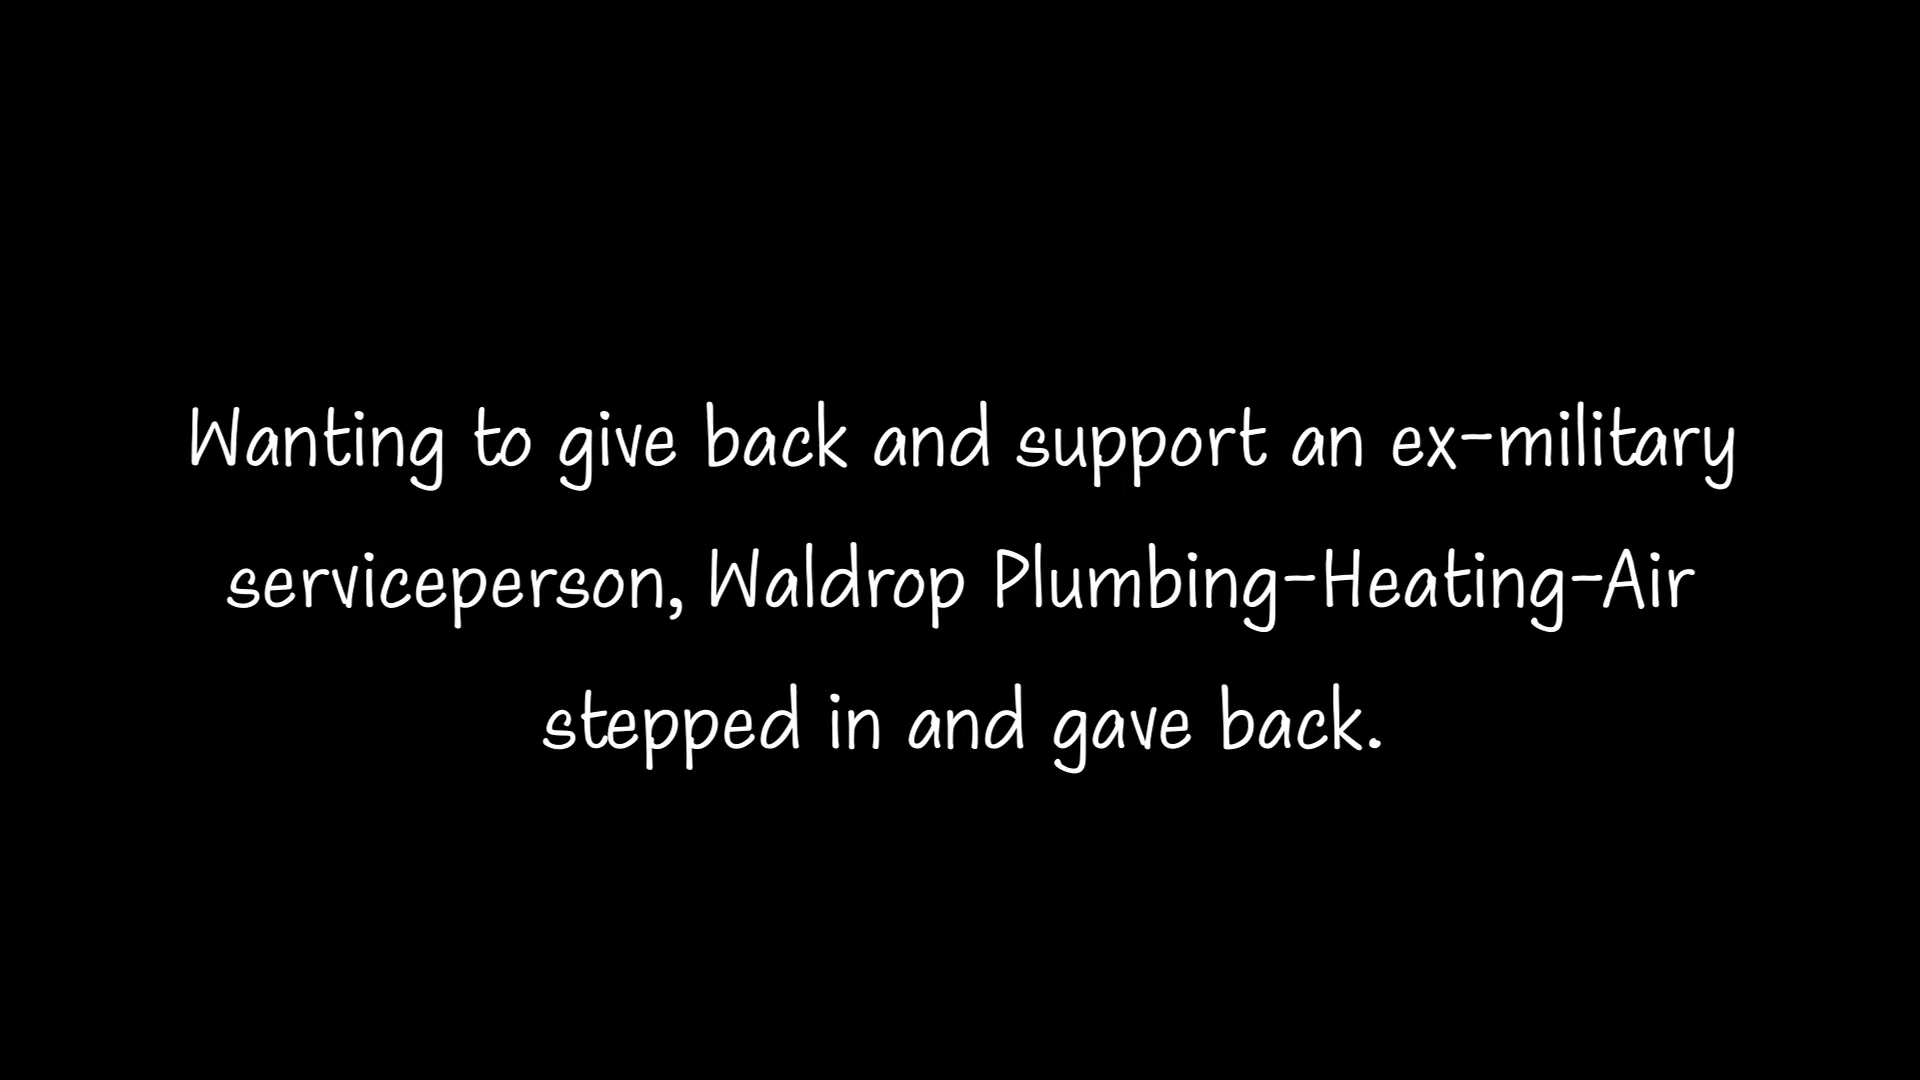 Wanting to give back and support an ex-military
serviceperson, Waldrop Plumbing-Heating-Air
stepped in and gave back.